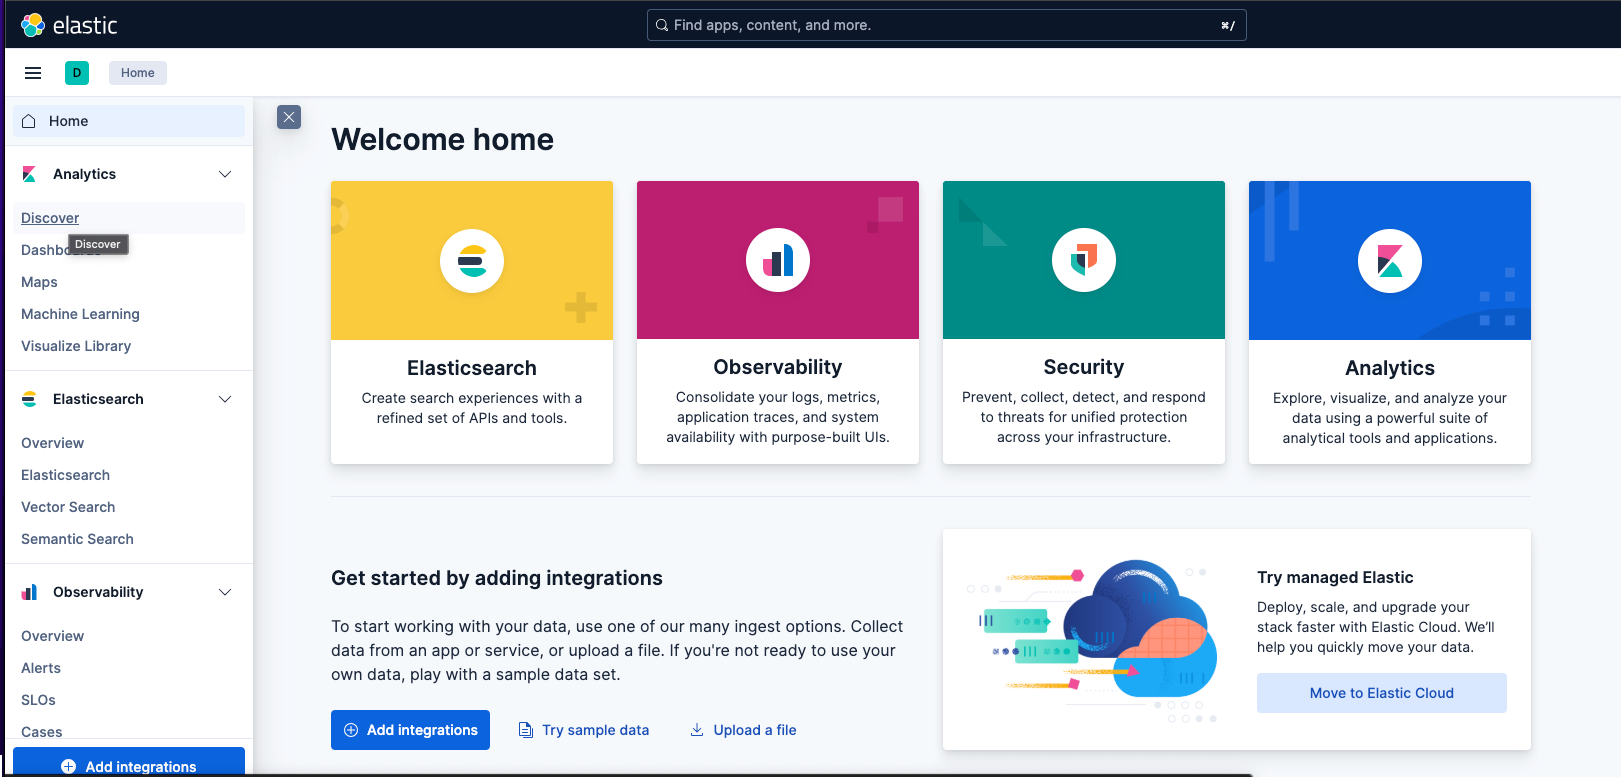 elastic
Find apps, content, and more.
⌘/
D
Home
Home
Analytics
Discover
Discover
Maps
Machine Learning
Visualize Library
Elasticsearch
Overview
Elasticsearch
Vector Search
Semantic Search
Observability
Overview
Alerts
SLOs
Cases
Add integrations
Welcome home
Elasticsearch
Create search experiences with a
refined set of APIs and tools.
Observability
Consolidate your logs, metrics,
application traces, and system
availability with purpose-built UIs.
Security
Prevent, collect, detect, and respond
to threats for unified protection
across your infrastructure.
Analytics
Explore, visualize, and analyze your
data using a powerful suite of
analytical tools and applications.
Get started by adding integrations
To start working with your data, use one of our many ingest options. Collect
data from an app or service, or upload a file. If you're not ready to use your
own data, play with a sample data set.
Add integrations
Try sample data
Upload a file
Try managed Elastic
Deploy, scale, and upgrade your
stack faster with Elastic Cloud. We’ll
help you quickly move your data.
Move to Elastic Cloud